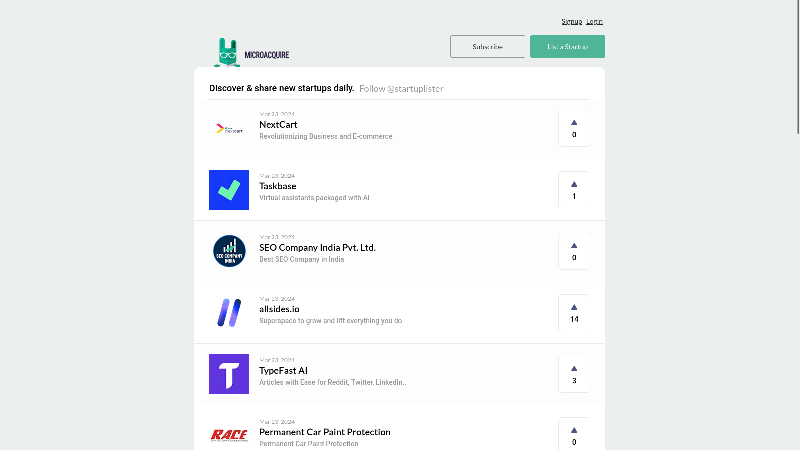 Signup Login
MICROACQUIRE
Subscribe
List a Startup
Discover & share new startups daily. Follow @startuplister
Mar 23, 2024
NextCart
Revolutionizing Business and E-commerce
0
nextcart
Mar 23, 2024
Taskbase
Virtual assistants packaged with AI
1
Mar 23, 2024
SEO Company India Pvt. Ltd.
Best SEO Company in India
0
SEO COMPANY
INDIA
Mar 23, 2024
allsides.io
Superspace to grow and lift everything you do
14
Mar 23, 2024
TypeFast AI
Articles with Ease for Reddit, Twitter, LinkedIn..
3
T
Mar 23, 2024
Permanent Car Paint Protection
Permanent Car Paint Protection
0
RACE